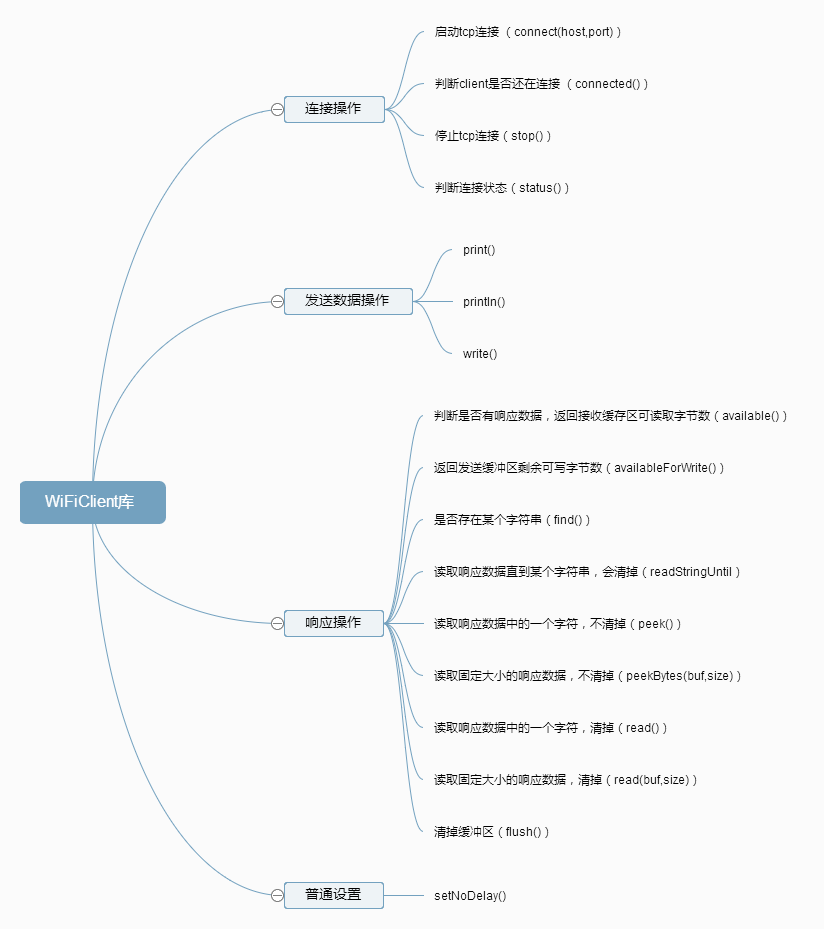 WiFiClient库
连接操作
启动tcp连接（connect(host,port)）
判断client是否还在连接（connected()）
停止tcp连接（stop()）
判断连接状态（status()）
发送数据操作
print()
println()
write()
响应操作
判断是否有响应数据，返回接收缓存区可读取字节数（available()）
返回发送缓冲区剩余可写字节数（availableForWrite()）
是否存在某个字符串（find()）
读取响应数据直到某个字符串，会清掉（readStringUntil）
读取响应数据中的一个字符，不清掉（peek()）
读取固定大小的响应数据，不清掉（peekBytes(buf,size)）
读取响应数据中的一个字符，清掉（read()）
读取固定大小的响应数据，清掉（read(buf,size)）
清掉缓冲区（flush()）
普通设置
setNoDelay()